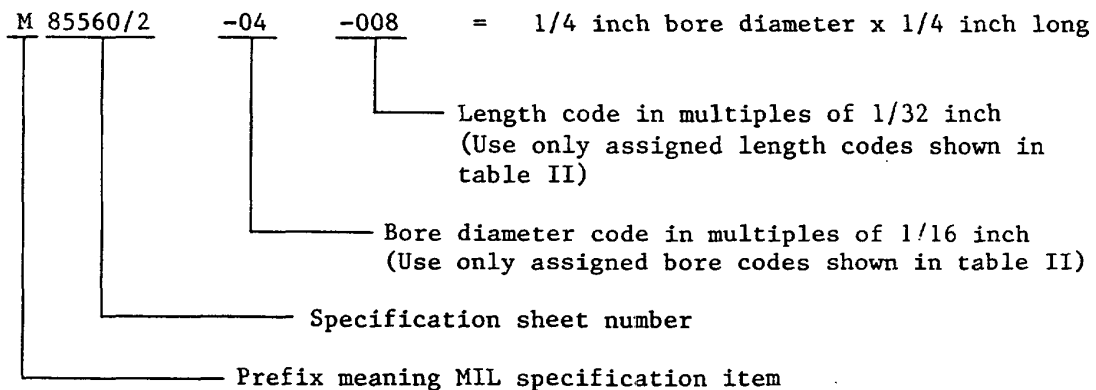 M 85560/2 -04 -008 = 1/4 inch bore diameter x 1/4 inch long
Length code in multiples of 1/32 inch
(Use only assigned length codes shown in
table II)
Bore diameter code in multiples of 1/16 inch
(Use only assigned bore codes shown in table II)
Specification sheet number
Prefix meaning MIL specification item